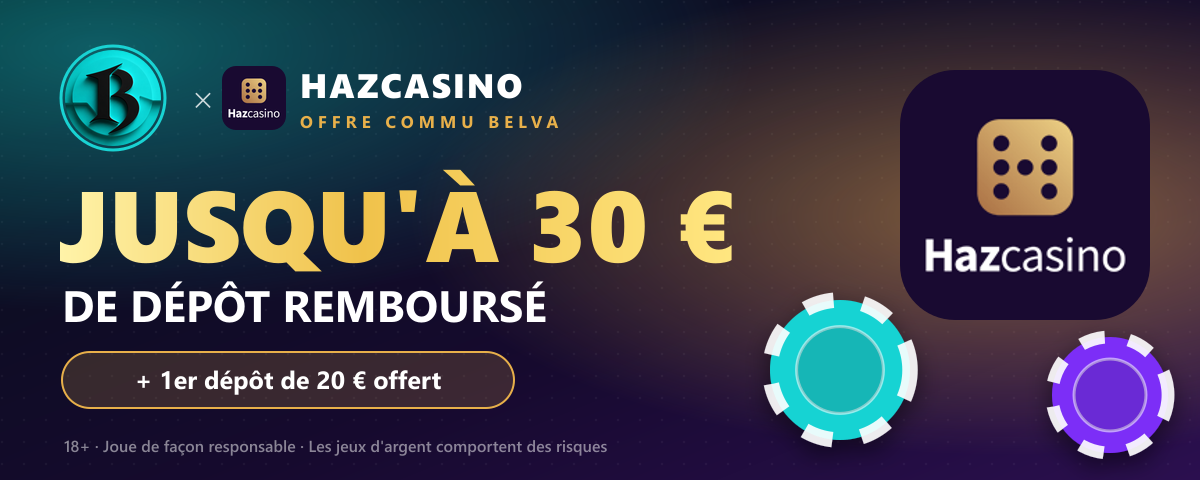 B
HAZCASINO
Hazcasino
OFFRE COMMU BELVA
JUSQU'À 30 €
DE DÉPÔT REMBOURSÉ
+ 1er dépôt de 20 € offert
18+ · Joue de façon responsable · Les jeux d'argent comportent des risques
Hazcasino